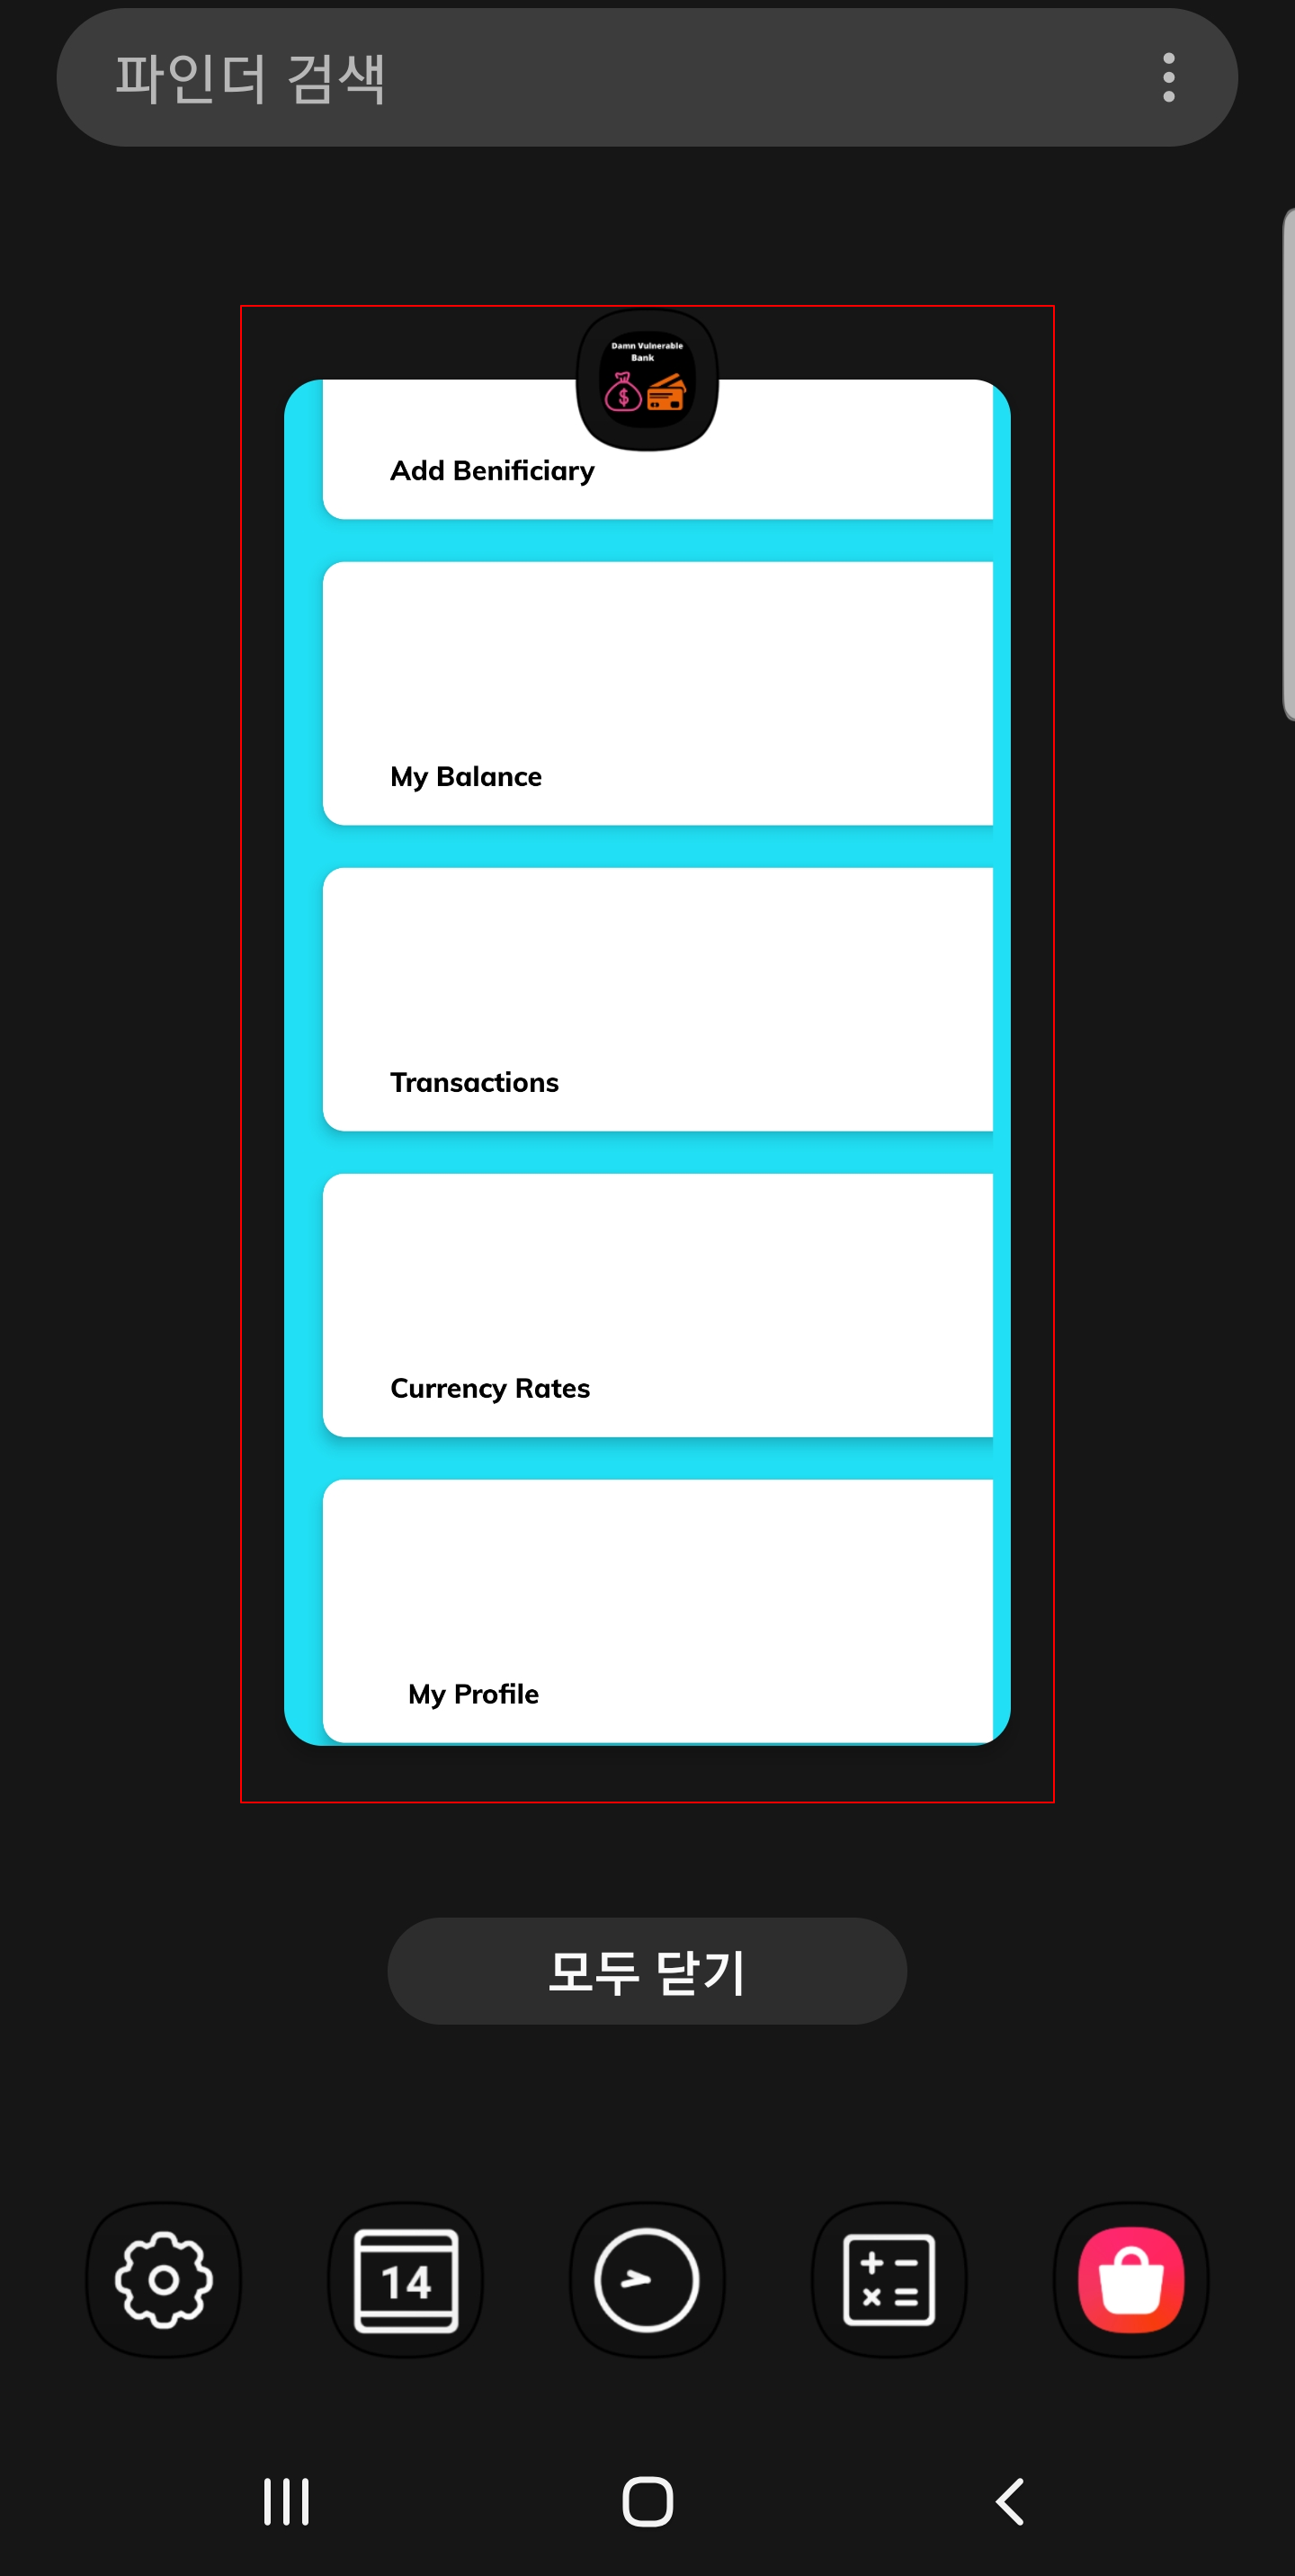 파인더 검색
Damn Vulnerable
Bank
Add Benificiary
My Balance
Transactions
Currency Rates
My Profile
모두 닫기
14